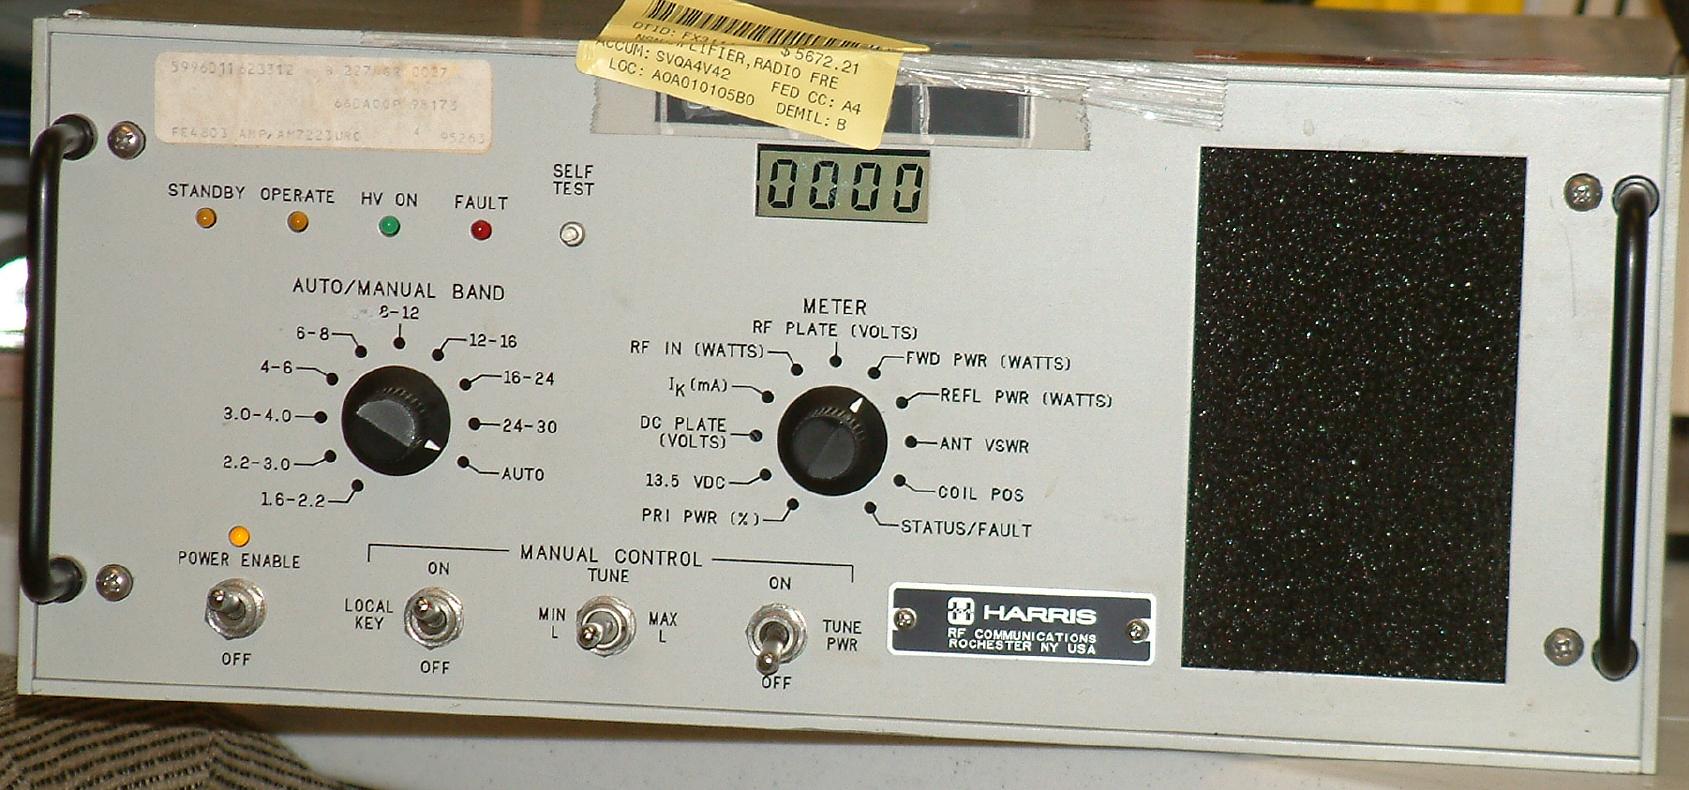 $5672.21
AMPLIFIER,RADIO FRE
ACCUM: SVQA4V42 FED CC: A4
LOC: A0A010105B0 DEMIL: B
5996011623312
98173
FE4803 AMP,AM7223URC 4 95263
0000
SELF
TEST
STANDBY OPERATE HV ON FAULT
AUTO/MANUAL BAND
8-12
6-8 12-16
4-6 16-24
3.0-4.0 24-30
2.2-3.0 AUTO
1.6-2.2
METER
RF PLATE (VOLTS)
RF IN (WATTS) FWD PWR (WATTS)
IK (mA) REFL PWR (WATTS)
DC PLATE
(VOLTS) ANT VSWR
13.5 VDC COIL POS
PRI PWR (%) STATUS/FAULT
POWER ENABLE
OFF
MANUAL CONTROL
ON TUNE ON
LOCAL
KEY
OFF
MIN
L
MAX
L
TUNE
PWR
OFF
HARRIS
RF COMMUNICATIONS
ROCHESTER NY USA